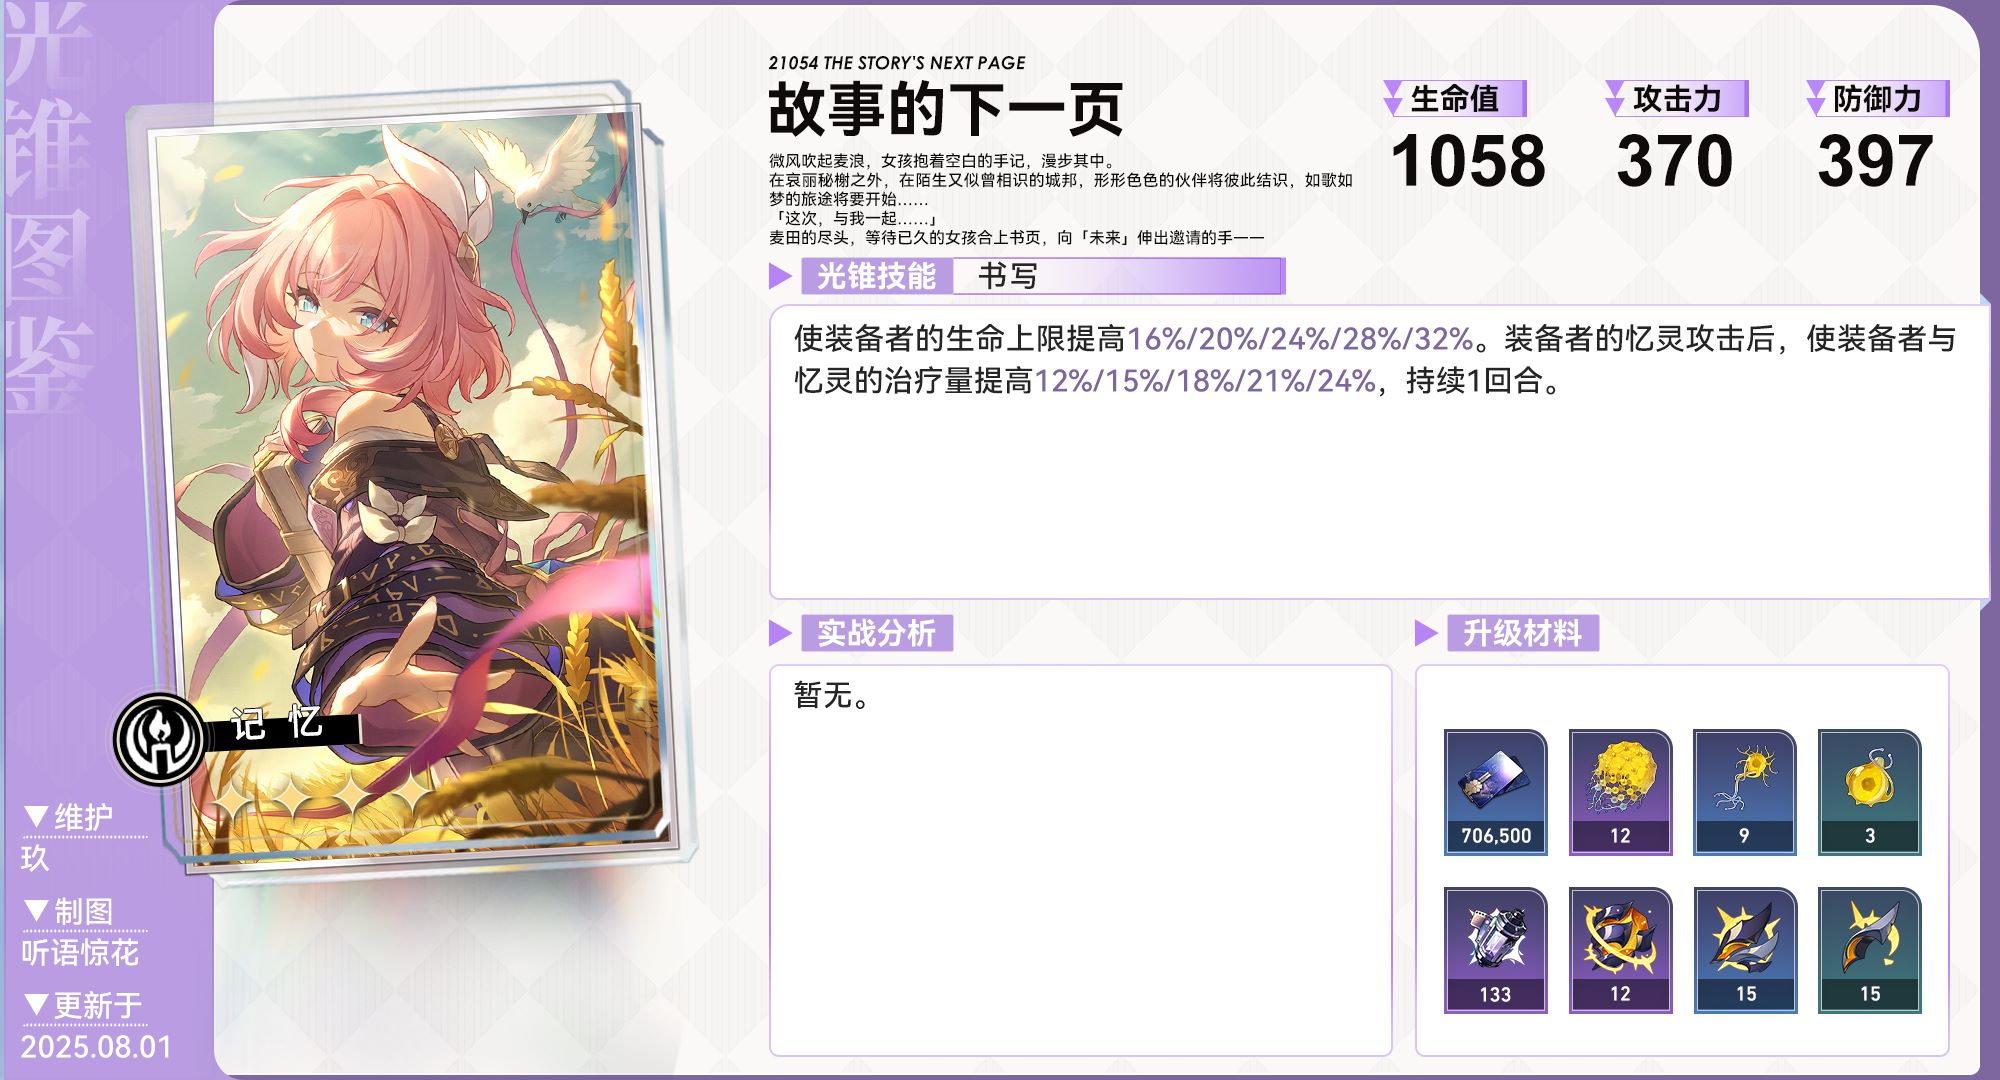 光锥图鉴
21054 THE STORY'S NEXT PAGE
故事的下一页
微风吹起麦浪，女孩抱着空白的手记，漫步其中。
在哀丽秘榭之外，在陌生又似曾相识的城邦，形形色色的伙伴将彼此结识，如歌如
梦的旅途将要开始……
「这次，与我一起……」
麦田的尽头，等待已久的女孩合上书页，向「未来」伸出邀请的手——
生命值
1058
攻击力
370
防御力
397
光锥技能 书写
使装备者的生命上限提高16%/20%/24%/28%/32%。装备者的忆灵攻击后，使装备者与
忆灵的治疗量提高12%/15%/18%/21%/24%，持续1回合。
实战分析
暂无。
升级材料
706,500 12 9 3
133 12 15 15
记忆
▼维护
玖
▼制图
听语惊花
▼更新于
2025.08.01